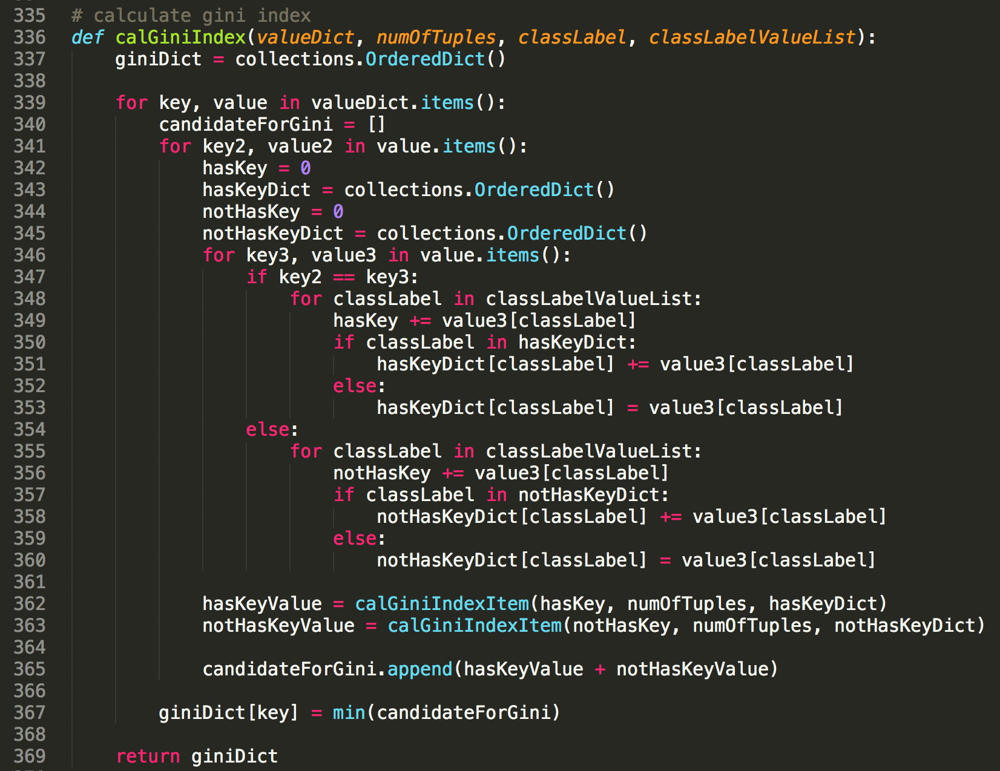 335 # calculate gini index
336 def calGiniIndex(valueDict, numOfTuples, classLabel, classLabelValueList):
337     giniDict = collections.OrderedDict()
338
339     for key, value in valueDict.items():
340         candidateForGini = []
341         for key2, value2 in value.items():
342             hasKey = 0
343             hasKeyDict = collections.OrderedDict()
344             notHasKey = 0
345             notHasKeyDict = collections.OrderedDict()
346             for key3, value3 in value.items():
347                 if key2 == key3:
348                     for classLabel in classLabelValueList:
349                         hasKey += value3[classLabel]
350                         if classLabel in hasKeyDict:
351                             hasKeyDict[classLabel] += value3[classLabel]
352                         else:
353                             hasKeyDict[classLabel] = value3[classLabel]
354                 else:
355                     for classLabel in classLabelValueList:
356                         notHasKey += value3[classLabel]
357                         if classLabel in notHasKeyDict:
358                             notHasKeyDict[classLabel] += value3[classLabel]
359                         else:
360                             notHasKeyDict[classLabel] = value3[classLabel]
361
362             hasKeyValue = calGiniIndexItem(hasKey, numOfTuples, hasKeyDict)
363             notHasKeyValue = calGiniIndexItem(notHasKey, numOfTuples, notHasKeyDict)
364
365             candidateForGini.append(hasKeyValue + notHasKeyValue)
366
367         giniDict[key] = min(candidateForGini)
368
369     return giniDict